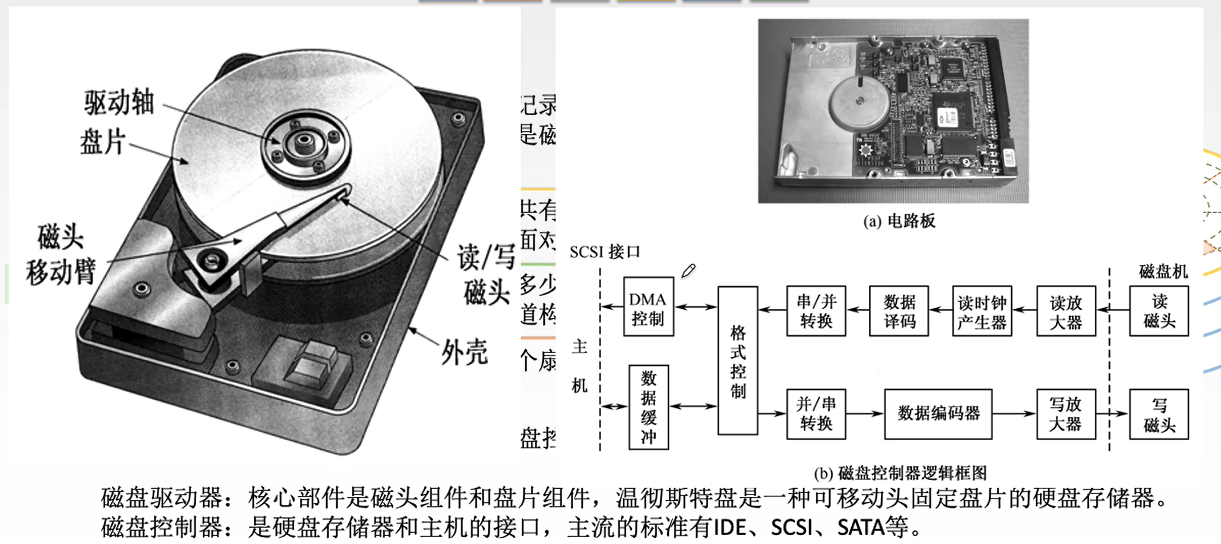 驱动轴
盘片
磁头
移动臂
读/写
磁头
外壳
记录
是磁
共有
面对
多少
道构
个扇
盘控
(a) 电路板
SCSI 接口
磁盘机
主
机
DMA
控制
数
据
缓
冲
格
式
控
制
串/并
转换
数据
译码
读时钟
产生器
读放
大器
读
磁头
并/串
转换
数据编码器
写放
大器
写
磁头
(b) 磁盘控制器逻辑框图
磁盘驱动器：核心部件是磁头组件和盘片组件，温彻斯特盘是一种可移动头固定盘片的硬盘存储器。
磁盘控制器：是硬盘存储器和主机的接口，主流的标准有IDE、SCSI、SATA等。